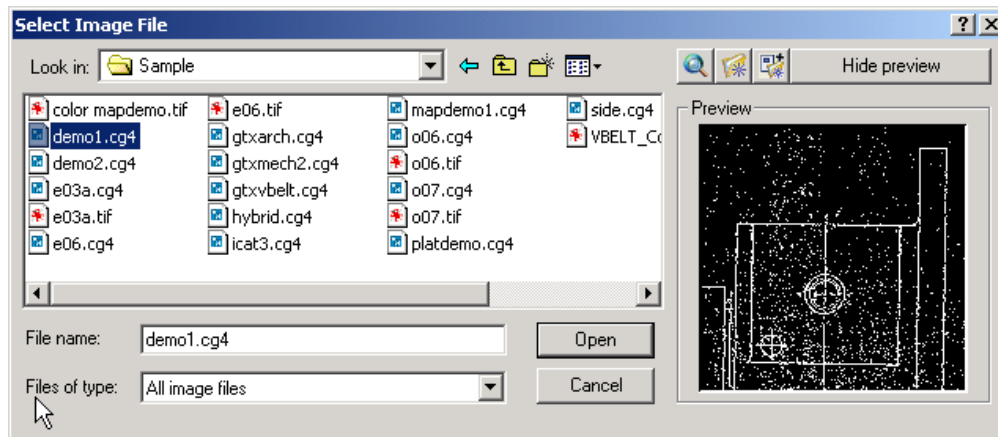 Select Image File
Look in: Sample
Hide preview
color mapdemo.tif e06.tif mapdemo1.cg4 side.cg4
demo1.cg4 gtxarch.cg4 o06.cg4 VBELT_Co
demo2.cg4 gtxmech2.cg4 o06.tif
e03a.cg4 gtxvbelt.cg4 o07.cg4
e03a.tif hybrid.cg4 o07.tif
e06.cg4 icat3.cg4 platdemo.cg4
Preview
File name: demo1.cg4 Open
Files of type: All image files Cancel